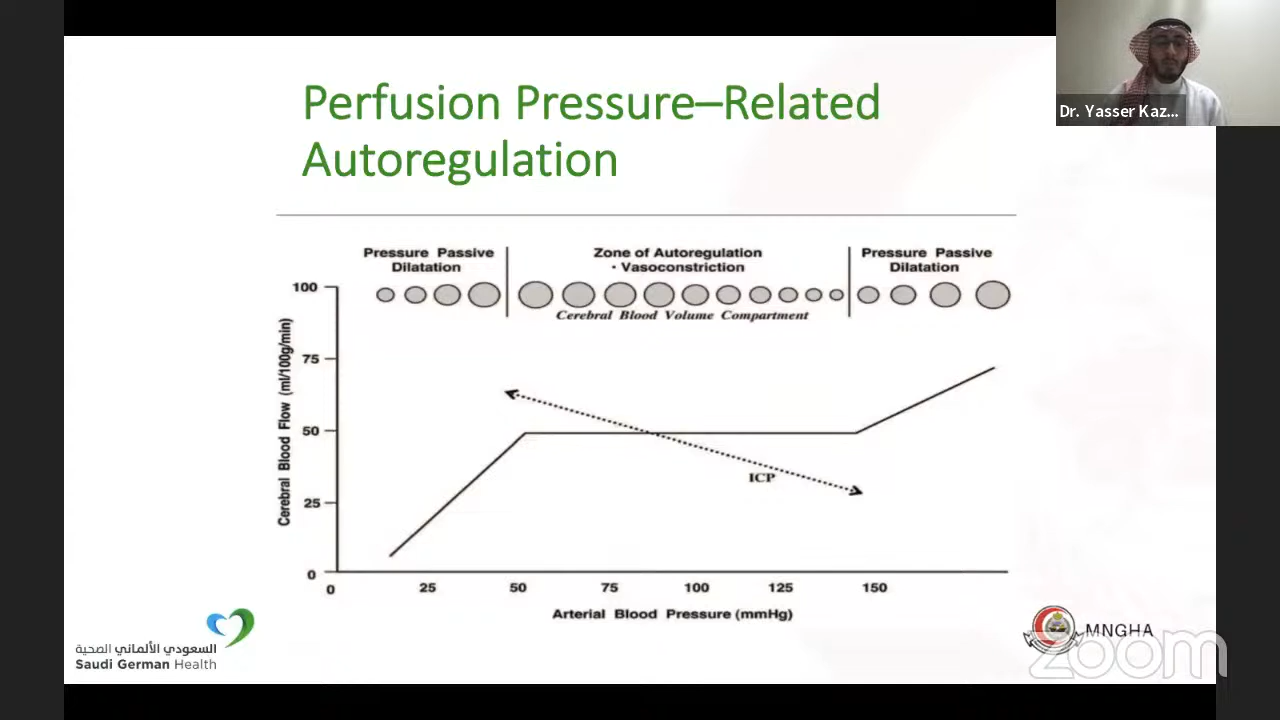 Dr. Yasser Kaz...
Perfusion Pressure–Related
Autoregulation
Pressure Passive
Dilatation
Zone of Autoregulation
· Vasoconstriction
Pressure Passive
Dilatation
Cerebral Blood Volume Compartment
Cerebral Blood Flow (ml/100g/min)
100
75
50
25
0
ICP
0 25 50 75 100 125 150
Arterial Blood Pressure (mmHg)
السعودي الألماني الصحية
Saudi German Health
MNGHA
zoom